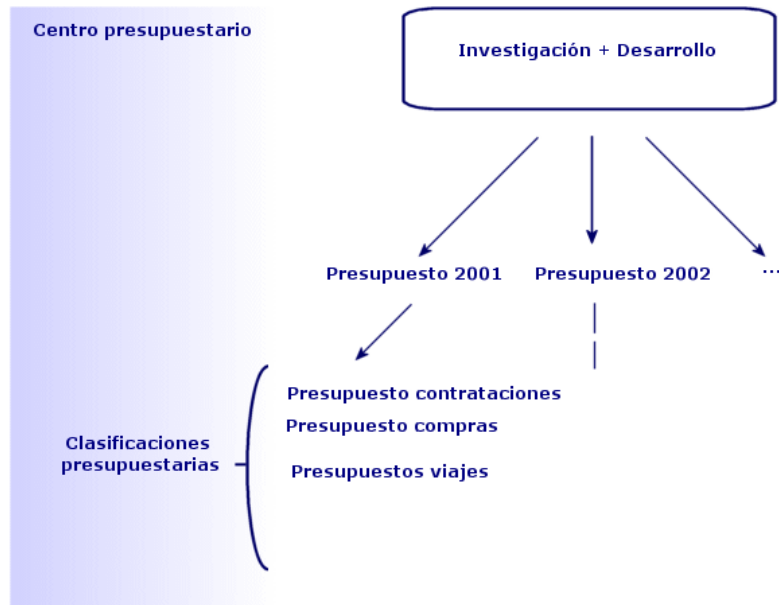 Centro presupuestario
Investigación + Desarrollo
Presupuesto 2001
Presupuesto 2002
...
Presupuesto contrataciones
Presupuesto compras
Presupuestos viajes
Clasificaciones
presupuestarias